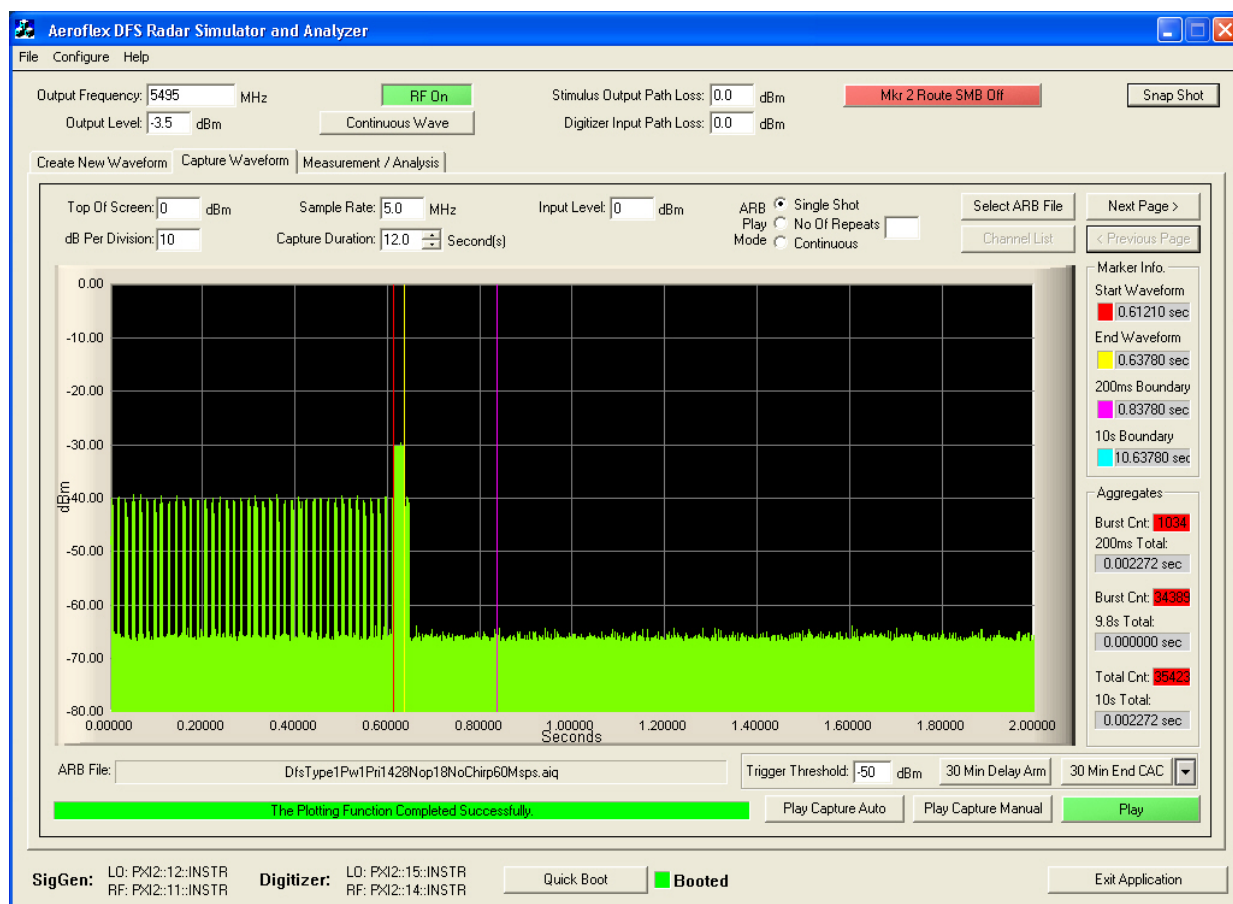 Aeroflex DFS Radar Simulator and Analyzer
File Configure Help
Output Frequency: 5495 MHz
RF On
Stimulus Output Path Loss: 0.0 dBm
Mkr 2 Route SMB Off
Snap Shot
Output Level: -3.5 dBm
Continuous Wave
Digitizer Input Path Loss: 0.0 dBm
Create New Waveform
Capture Waveform
Measurement / Analysis
Top Of Screen: 0 dBm
Sample Rate: 5.0 MHz
Input Level: 0 dBm
ARB Play Mode
Single Shot
No Of Repeats
Continuous
Select ARB File
Next Page >
dB Per Division: 10
Capture Duration: 12.0 Second(s)
Channel List
< Previous Page
0.00
-10.00
-20.00
-30.00
-40.00
-50.00
-60.00
-70.00
-80.00
dBm
0.00000 0.20000 0.40000 0.60000 0.80000 1.00000 1.20000 1.40000 1.60000 1.80000 2.00000
Seconds
Marker Info.
Start Waveform
0.61210 sec
End Waveform
0.63780 sec
200ms Boundary
0.83780 sec
10s Boundary
10.63780 sec
Aggregates
Burst Cnt: 1034
200ms Total:
0.002272 sec
Burst Cnt: 34389
9.8s Total:
0.000000 sec
Total Cnt: 35423
10s Total:
0.002272 sec
ARB File: DfsType1Pw1Pri1428Nop18NoChirp60Msps.aiq
Trigger Threshold: -50 dBm
30 Min Delay Arm
30 Min End CAC
The Plotting Function Completed Successfully.
Play Capture Auto
Play Capture Manual
Play
SigGen: LO: PXI2::12::INSTR
RF: PXI2::11::INSTR
Digitizer: LO: PXI2::15::INSTR
RF: PXI2::14::INSTR
Quick Boot
Booted
Exit Application